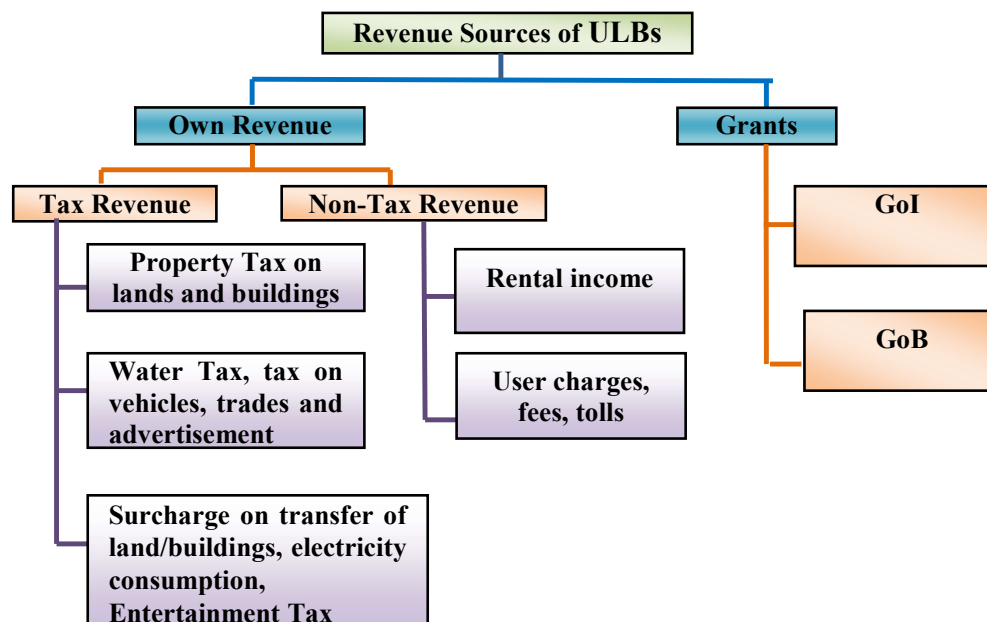 Revenue Sources of ULBs
Own Revenue
Grants
Tax Revenue
Non-Tax Revenue
GoI
Property Tax on
lands and buildings
Rental income
GoB
Water Tax, tax on
vehicles, trades and
advertisement
User charges,
fees, tolls
Surcharge on transfer of
land/buildings, electricity
consumption,
Entertainment Tax